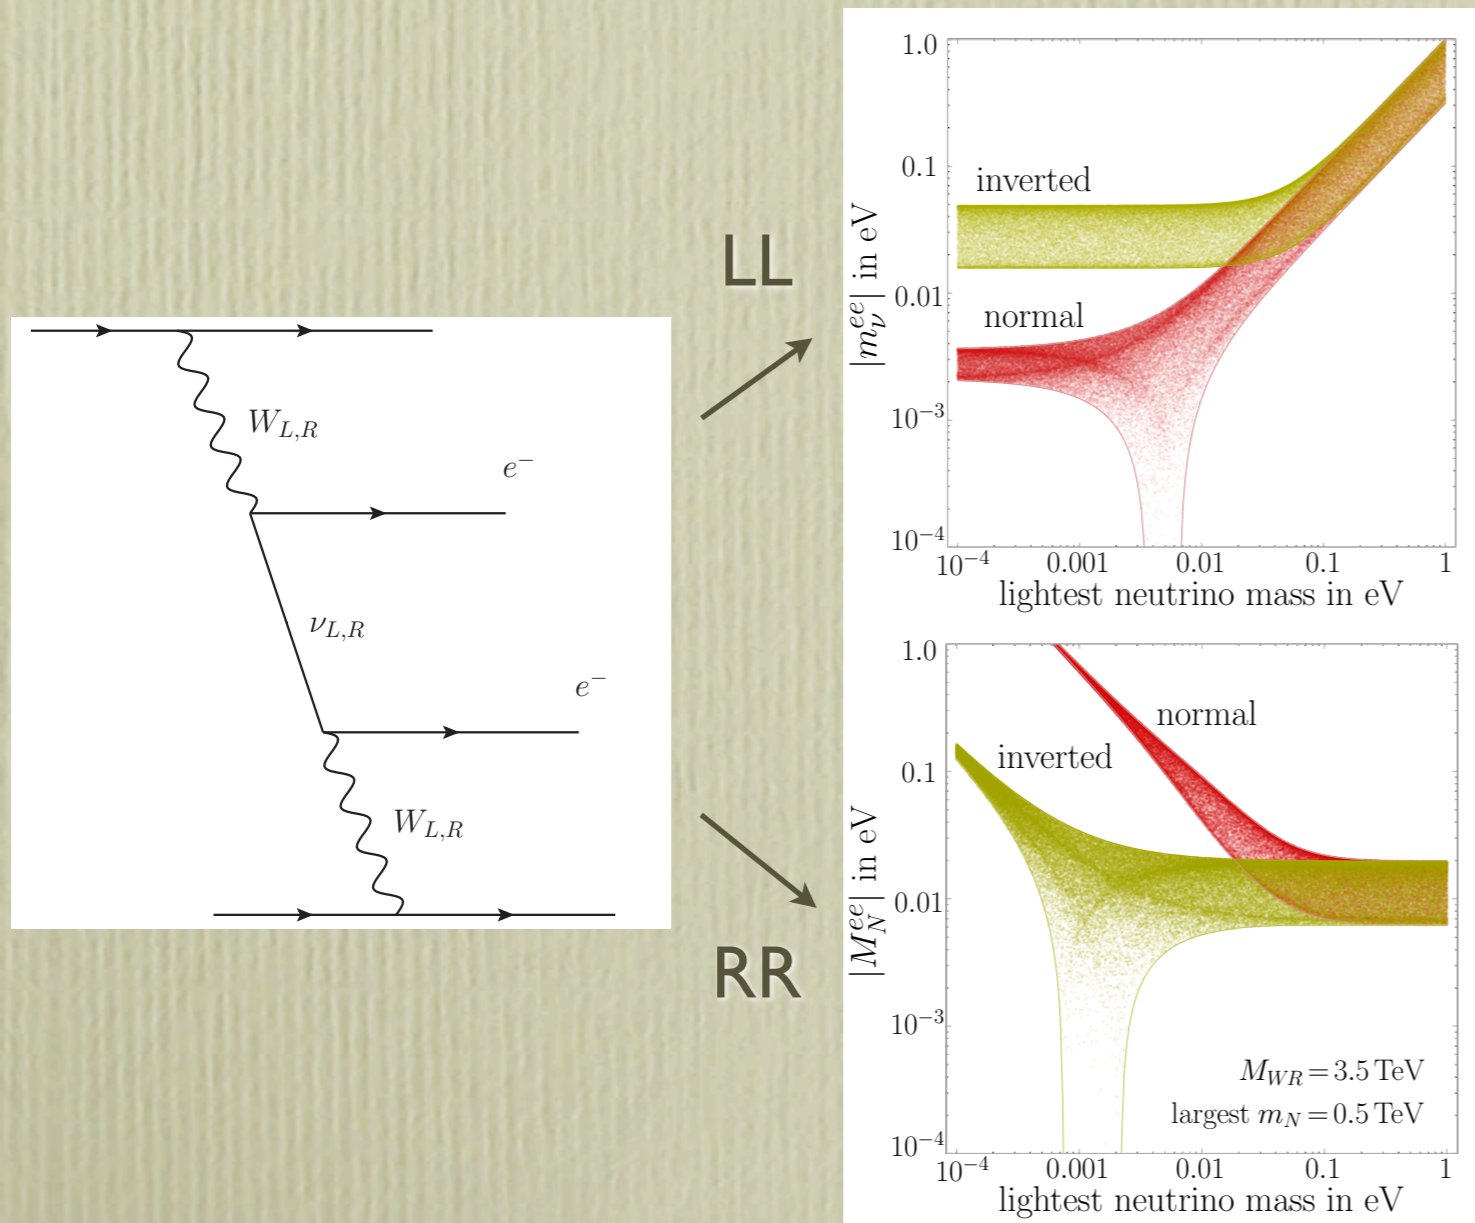 W_{L,R}
e^-
ν_{L,R}
e^-
W_{L,R}
LL
RR
1.0
0.1
0.01
10^{-3}
10^{-4}
|m_ν^{ee}| in eV
inverted
normal
10^{-4} 0.001 0.01 0.1 1
lightest neutrino mass in eV
1.0
0.1
0.01
10^{-3}
10^{-4}
|M_N^{ee}| in eV
normal
inverted
M_{WR} = 3.5 TeV
largest m_N = 0.5 TeV
10^{-4} 0.001 0.01 0.1 1
lightest neutrino mass in eV